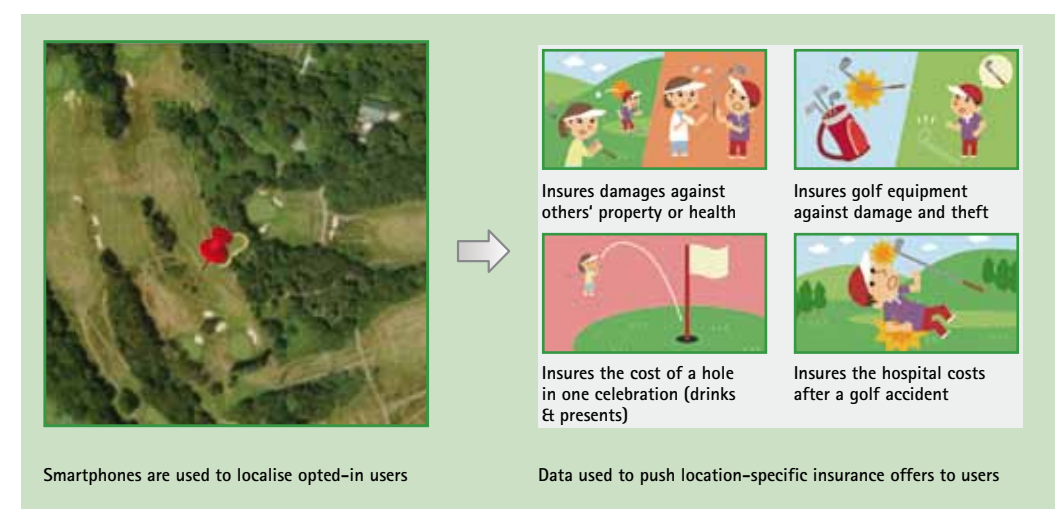 Insures damages against
others' property or health
Insures golf equipment
against damage and theft
Insures the cost of a hole
in one celebration (drinks
& presents)
Insures the hospital costs
after a golf accident
Smartphones are used to localise opted-in users
Data used to push location-specific insurance offers to users